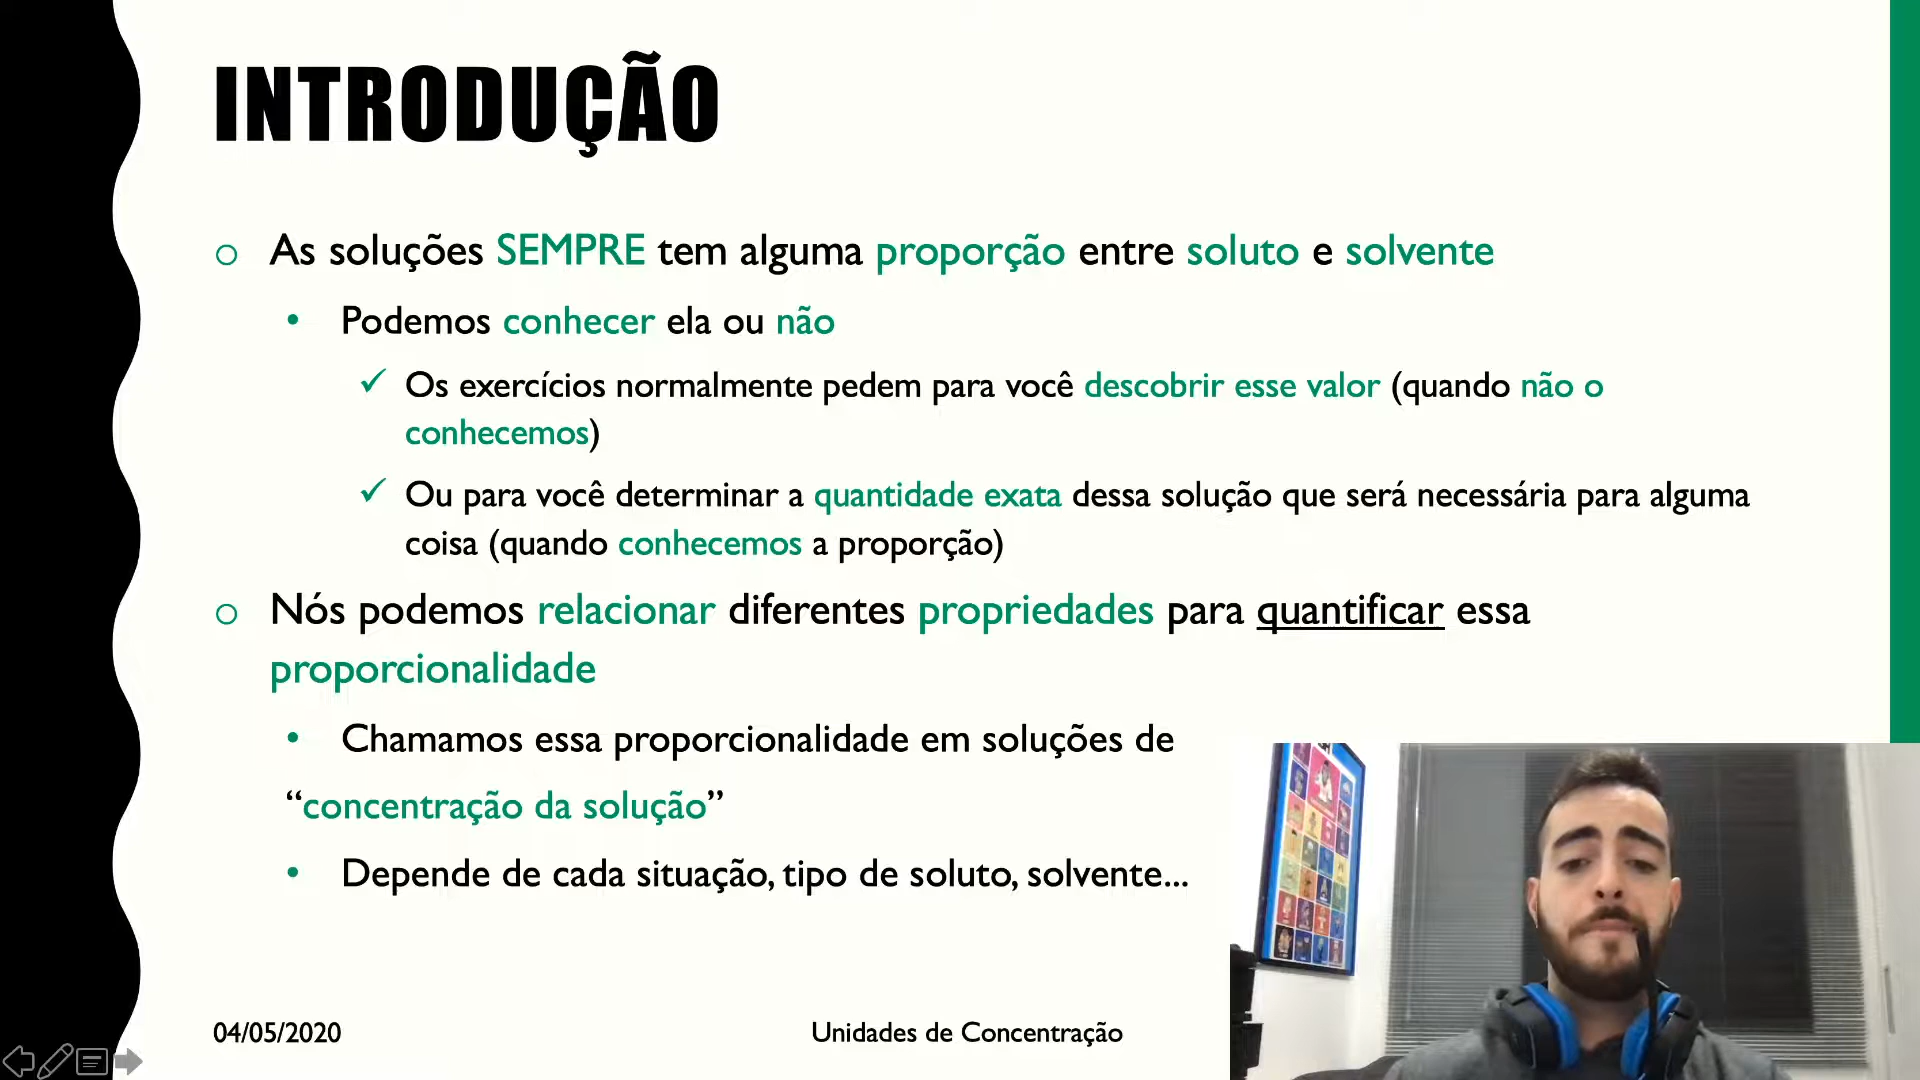 INTRODUÇÃO
o As soluções SEMPRE tem alguma proporção entre soluto e solvente
• Podemos conhecer ela ou não
✓ Os exercícios normalmente pedem para você descobrir esse valor (quando não o
conhecemos)
✓ Ou para você determinar a quantidade exata dessa solução que será necessária para alguma
coisa (quando conhecemos a proporção)
o Nós podemos relacionar diferentes propriedades para quantificar essa
proporcionalidade
• Chamamos essa proporcionalidade em soluções de
“concentração da solução”
• Depende de cada situação, tipo de soluto, solvente...
04/05/2020
Unidades de Concentração